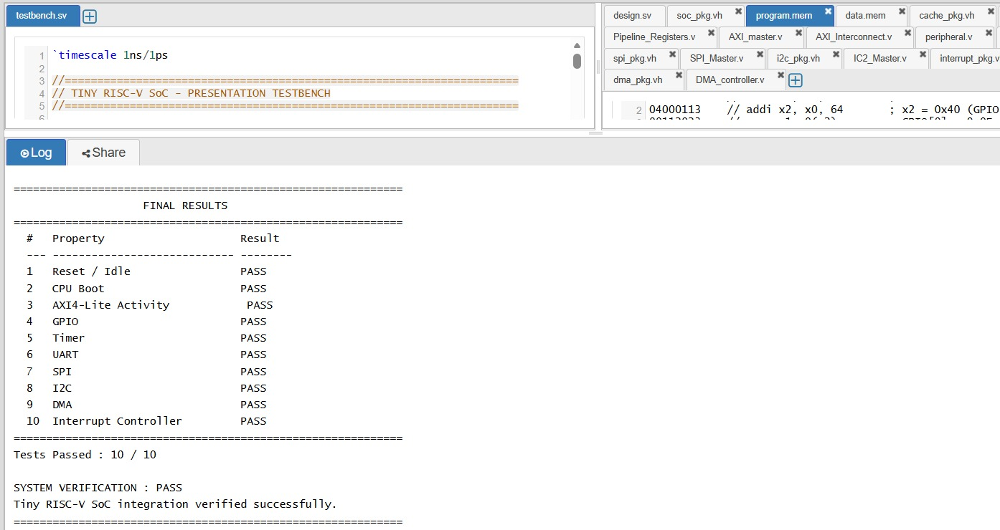 testbench.sv
1 `timescale 1ns/1ps
2
3 //======================================================================
4 // TINY RISC-V SoC - PRESENTATION TESTBENCH
5 //======================================================================
6
design.sv soc_pkg.vh program.mem data.mem cache_pkg.vh
Pipeline_Registers.v AXI_master.v AXI_Interconnect.v peripheral.v
spi_pkg.vh SPI_Master.v i2c_pkg.vh IC2_Master.v interrupt_pkg.v
dma_pkg.vh DMA_controller.v
2 04000113 // addi x2, x0, 64 ; x2 = 0x40 (GPIO
Log Share
============================================================
FINAL RESULTS
============================================================
# Property Result
--- ---------------------------- --------
1 Reset / Idle PASS
2 CPU Boot PASS
3 AXI4-Lite Activity PASS
4 GPIO PASS
5 Timer PASS
6 UART PASS
7 SPI PASS
8 I2C PASS
9 DMA PASS
10 Interrupt Controller PASS
============================================================
Tests Passed : 10 / 10
SYSTEM VERIFICATION : PASS
Tiny RISC-V SoC integration verified successfully.
============================================================